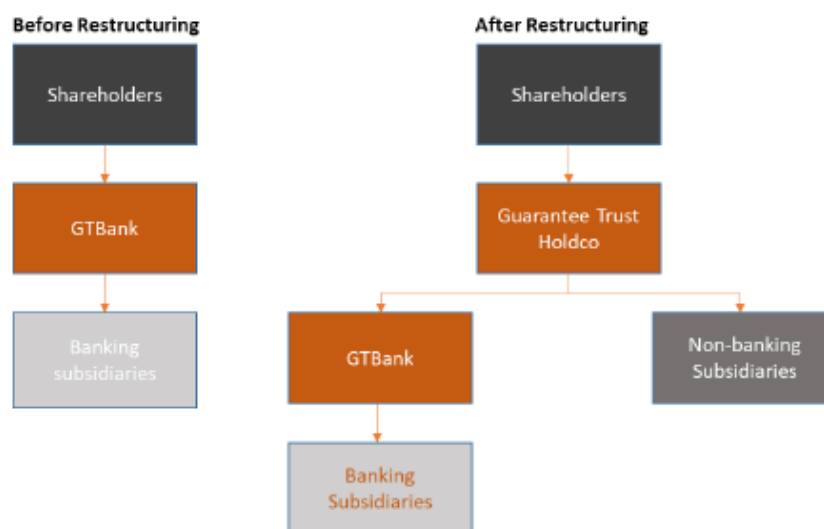 Before Restructuring
Shareholders
GTBank
Banking
subsidiaries
After Restructuring
Shareholders
Guarantee Trust
Holdco
GTBank
Non-banking
Subsidiaries
Banking
Subsidiaries